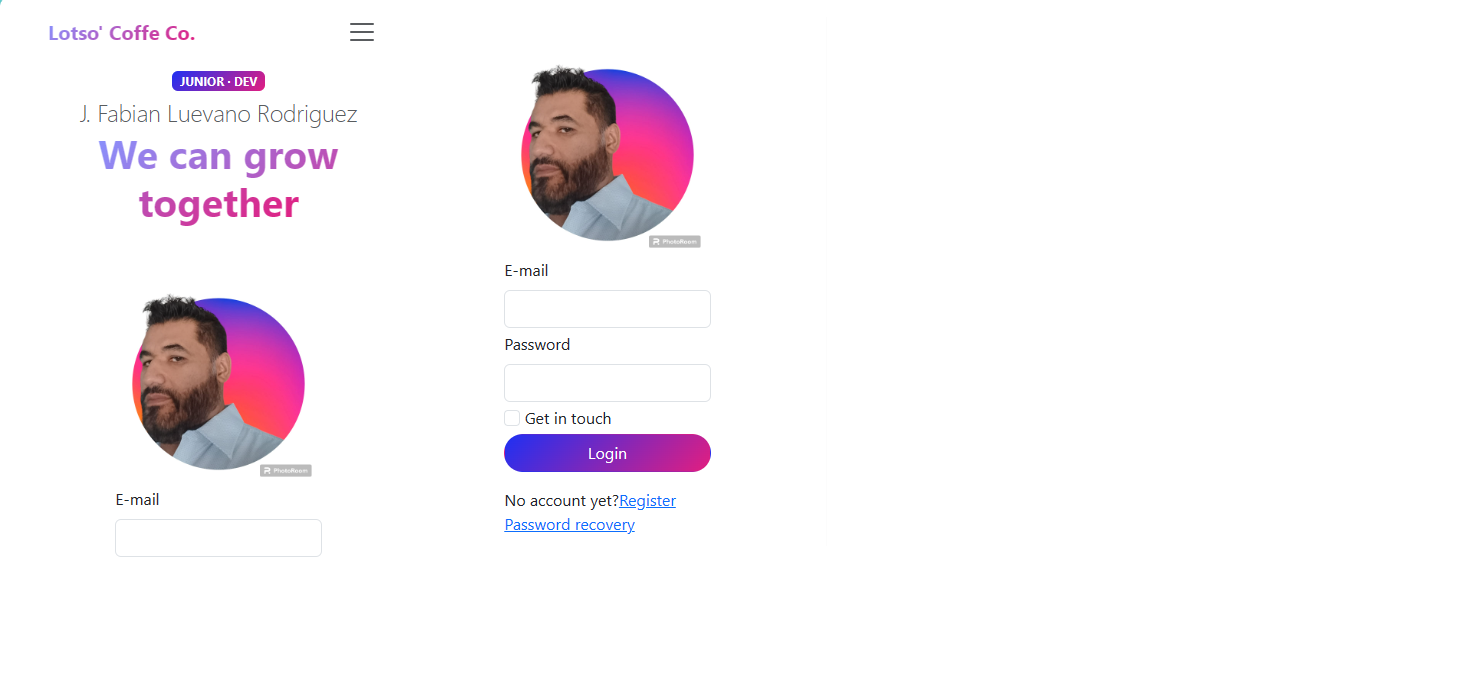 Lotso' Coffe Co.
JUNIOR · DEV
J. Fabian Luevano Rodriguez
We can grow
together
PhotoRoom
E-mail
PhotoRoom
E-mail
Password
Get in touch
Login
No account yet?Register
Password recovery